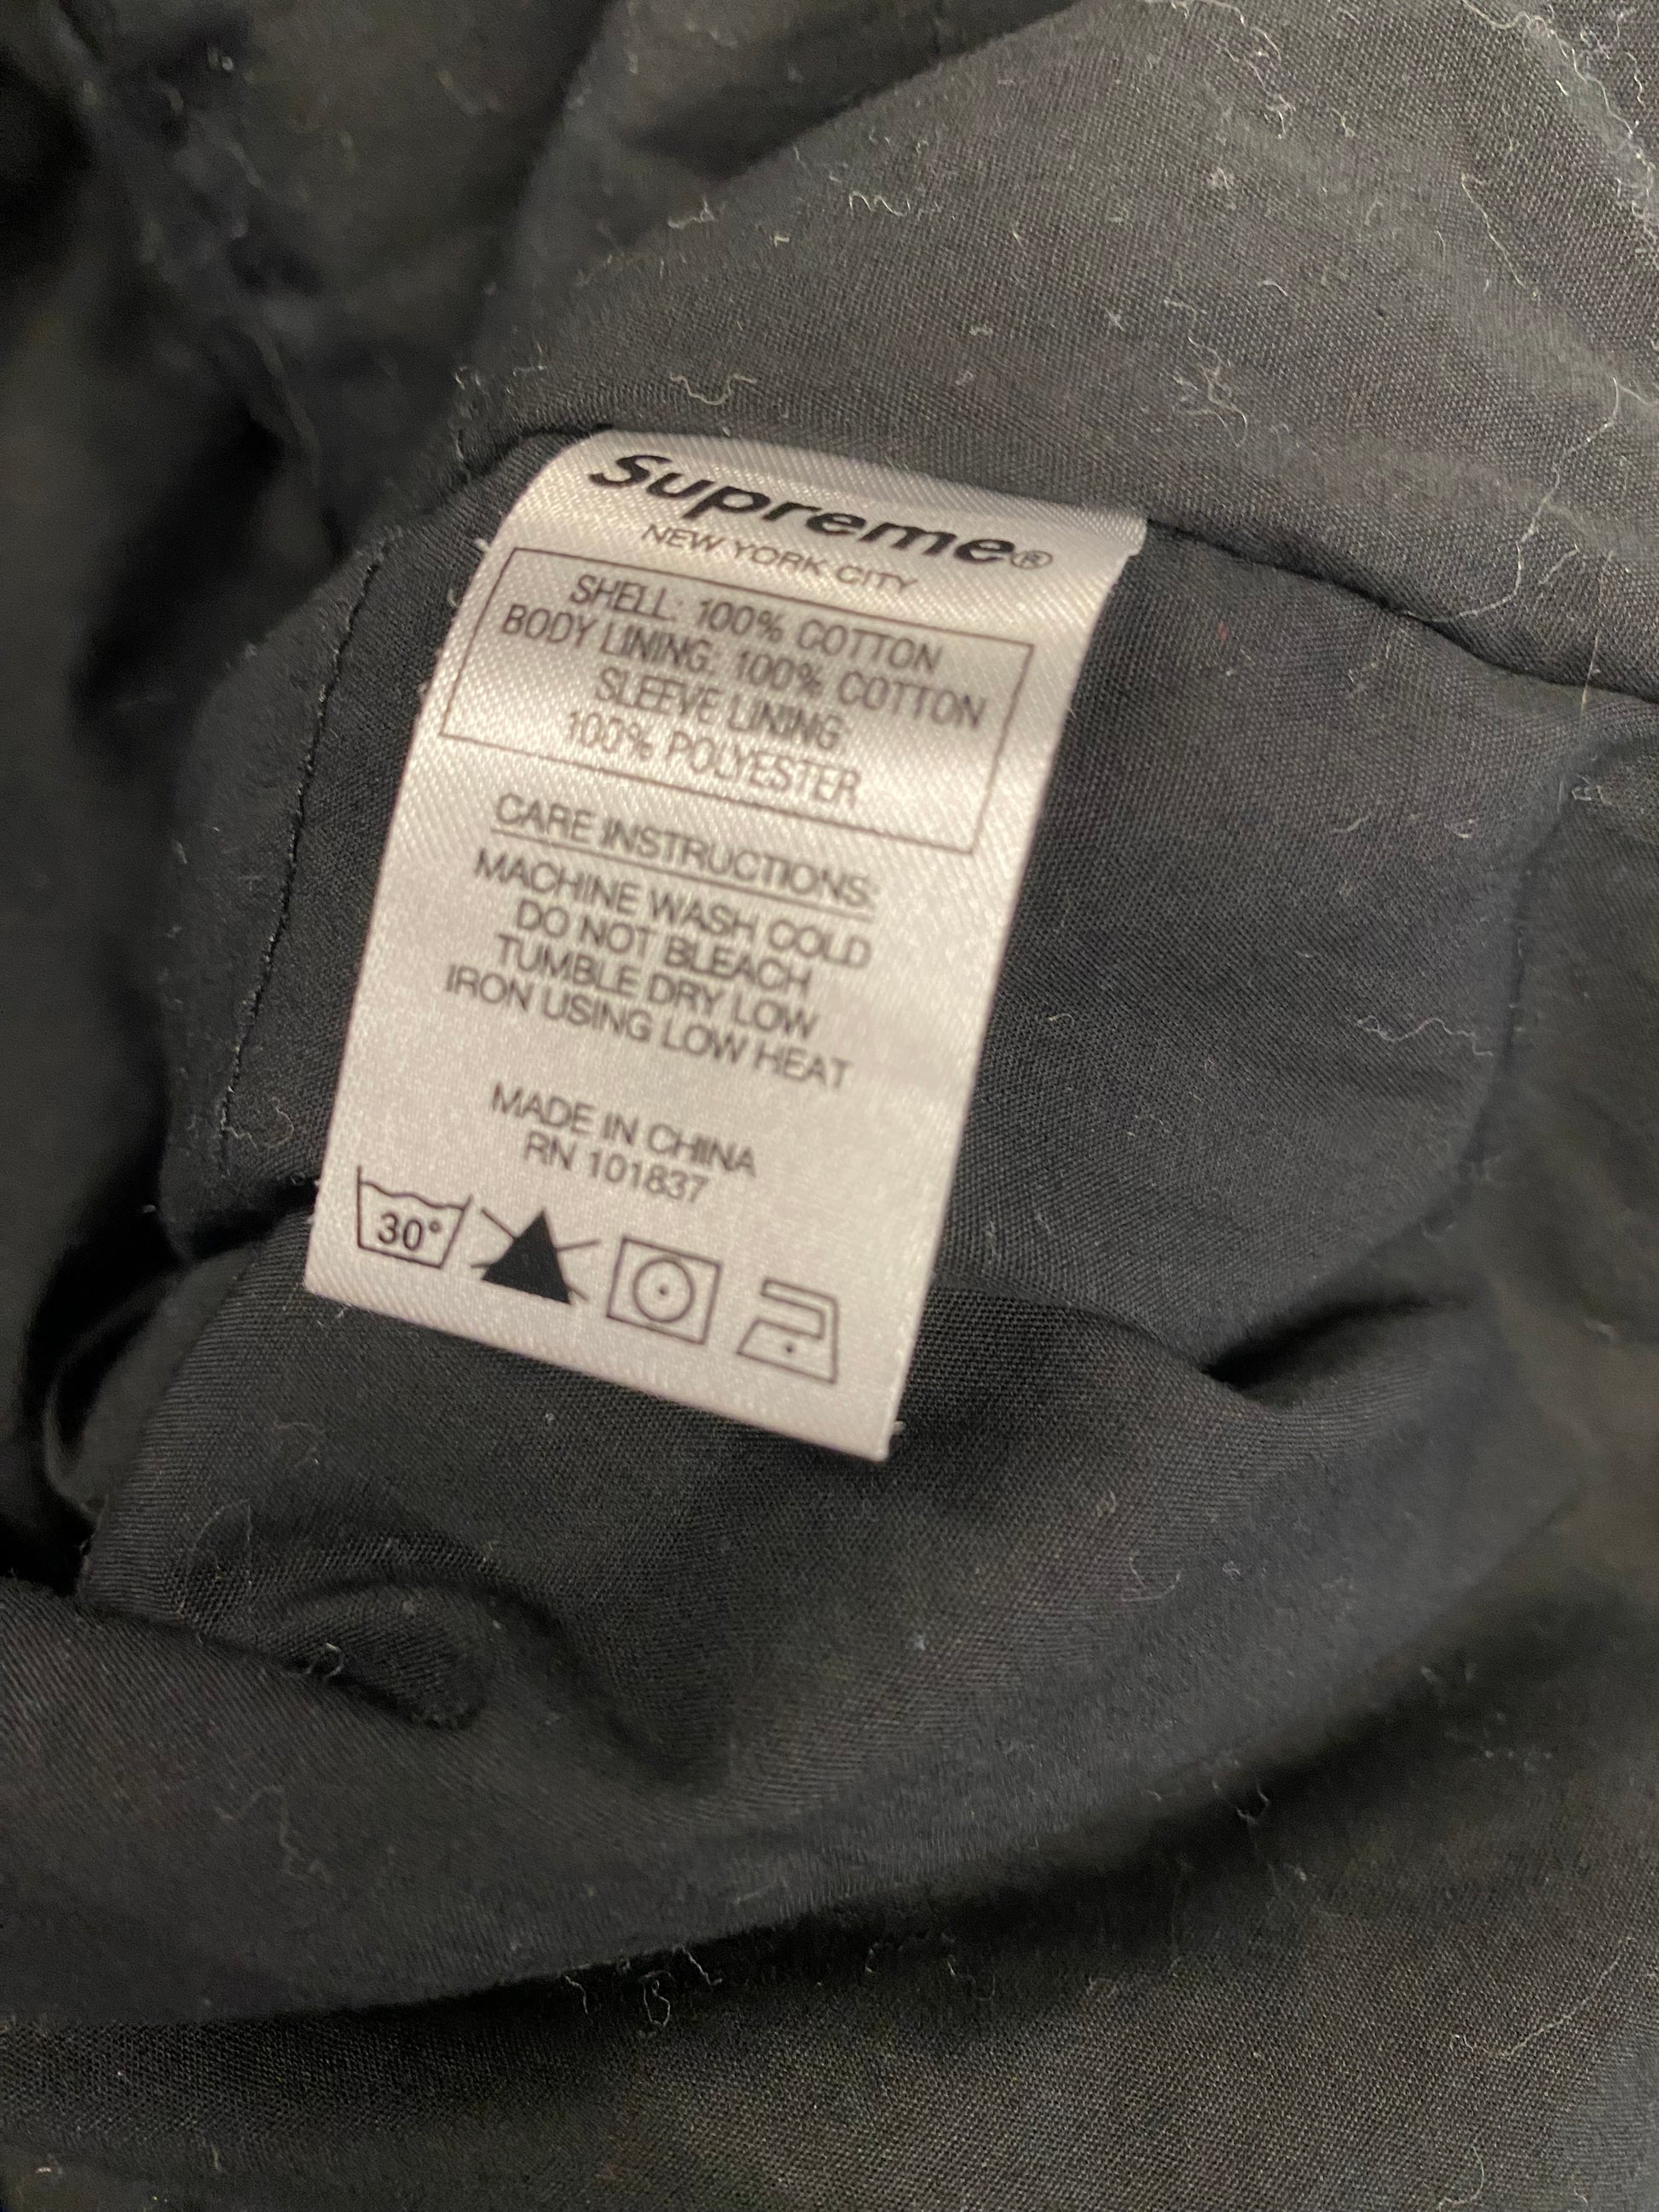 Supreme®
NEW YORK CITY
SHELL: 100% COTTON
BODY LINING: 100% COTTON
SLEEVE LINING:
100% POLYESTER
CARE INSTRUCTIONS:
MACHINE WASH COLD
DO NOT BLEACH
TUMBLE DRY LOW
IRON USING LOW HEAT
MADE IN CHINA
RN 101837
30°